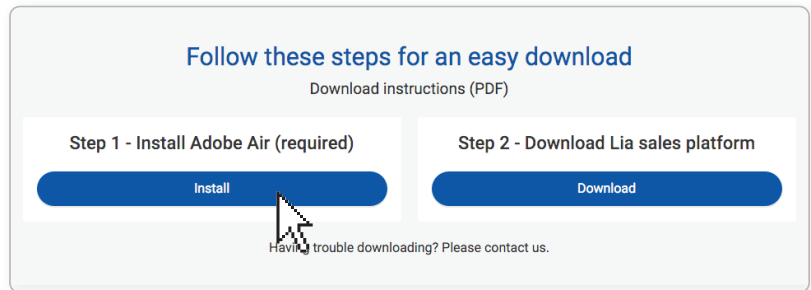 Follow these steps for an easy download
Download instructions (PDF)
Step 1 - Install Adobe Air (required)
Install
Step 2 - Download Lia sales platform
Download
Having trouble downloading? Please contact us.